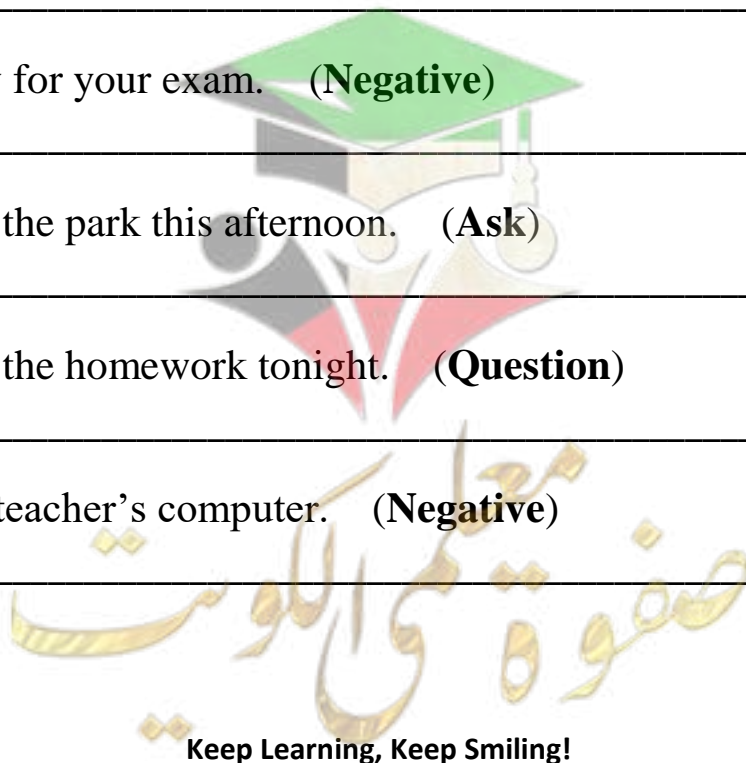 for your exam. (Negative)
the park this afternoon. (Ask)
the homework tonight. (Question)
teacher's computer. (Negative)
صفوة معلمى الكويت
Keep Learning, Keep Smiling!